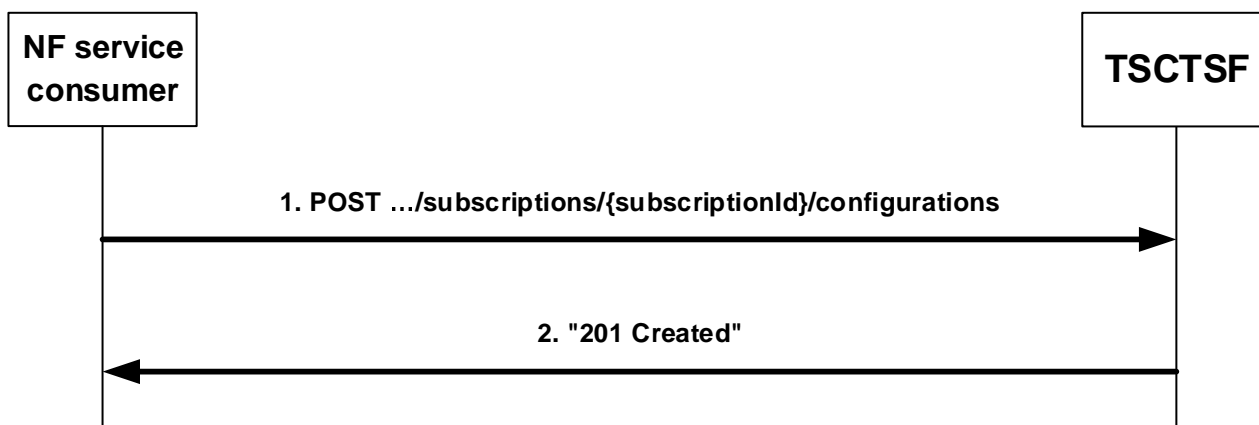 NF service
consumer
TSCTSF
1. POST …/subscriptions/{subscriptionId}/configurations
2. "201 Created"